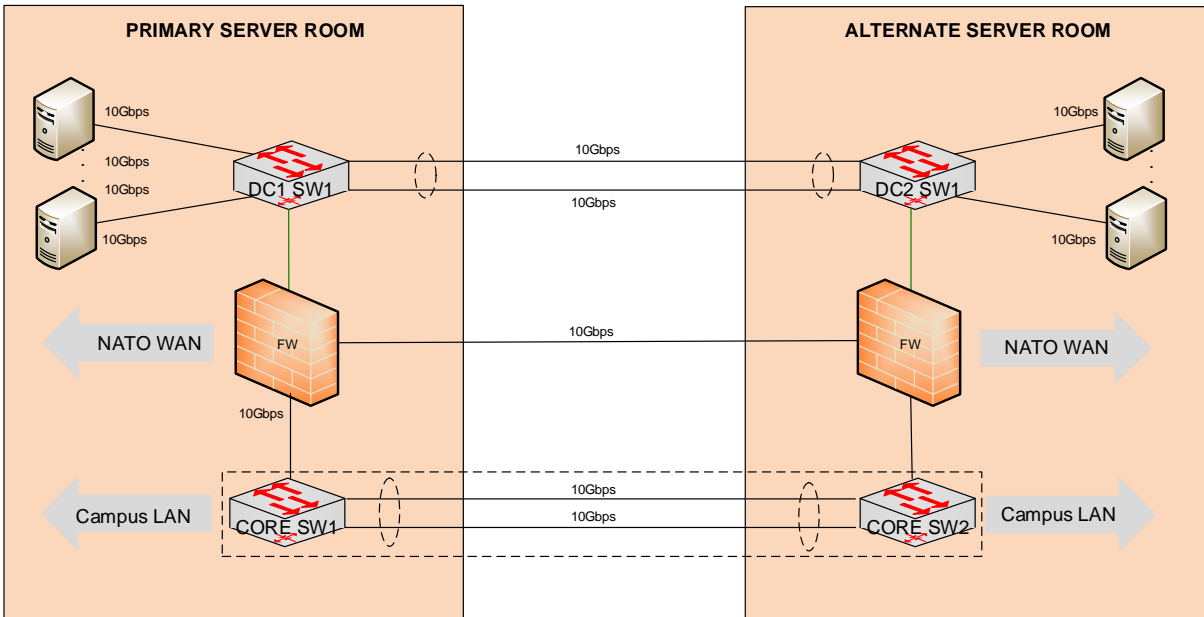 PRIMARY SERVER ROOM
ALTERNATE SERVER ROOM
10Gbps
10Gbps
10Gbps
10Gbps
DC1 SW1
10Gbps
10Gbps
DC2 SW1
10Gbps
10Gbps
NATO WAN
FW
10Gbps
FW
NATO WAN
10Gbps
Campus LAN
CORE SW1
10Gbps
10Gbps
CORE SW2
Campus LAN